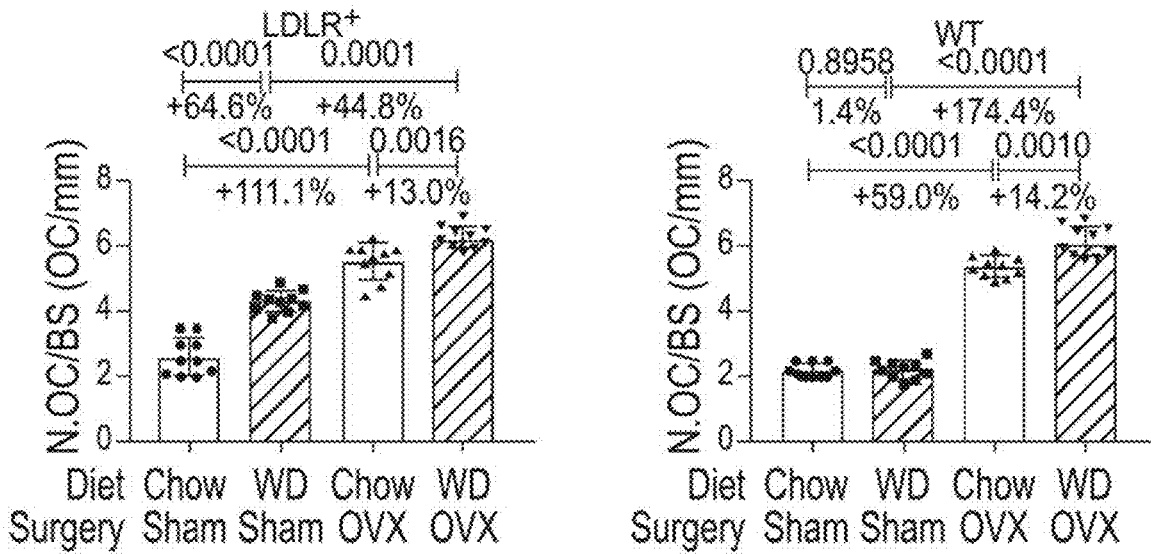 LDLR+
<0.0001 0.0001
+64.6% +44.8%
<0.0001 0.0016
+111.1% +13.0%
N.OC/BS (OC/mm)
8
6
4
2
0
Diet Chow WD Chow WD
Surgery Sham Sham OVX OVX
WT
0.8958 <0.0001
1.4% +174.4%
<0.0001 0.0010
+59.0% +14.2%
N.OC/BS (OC/mm)
8
6
4
2
0
Diet Chow WD Chow WD
Surgery Sham Sham OVX OVX